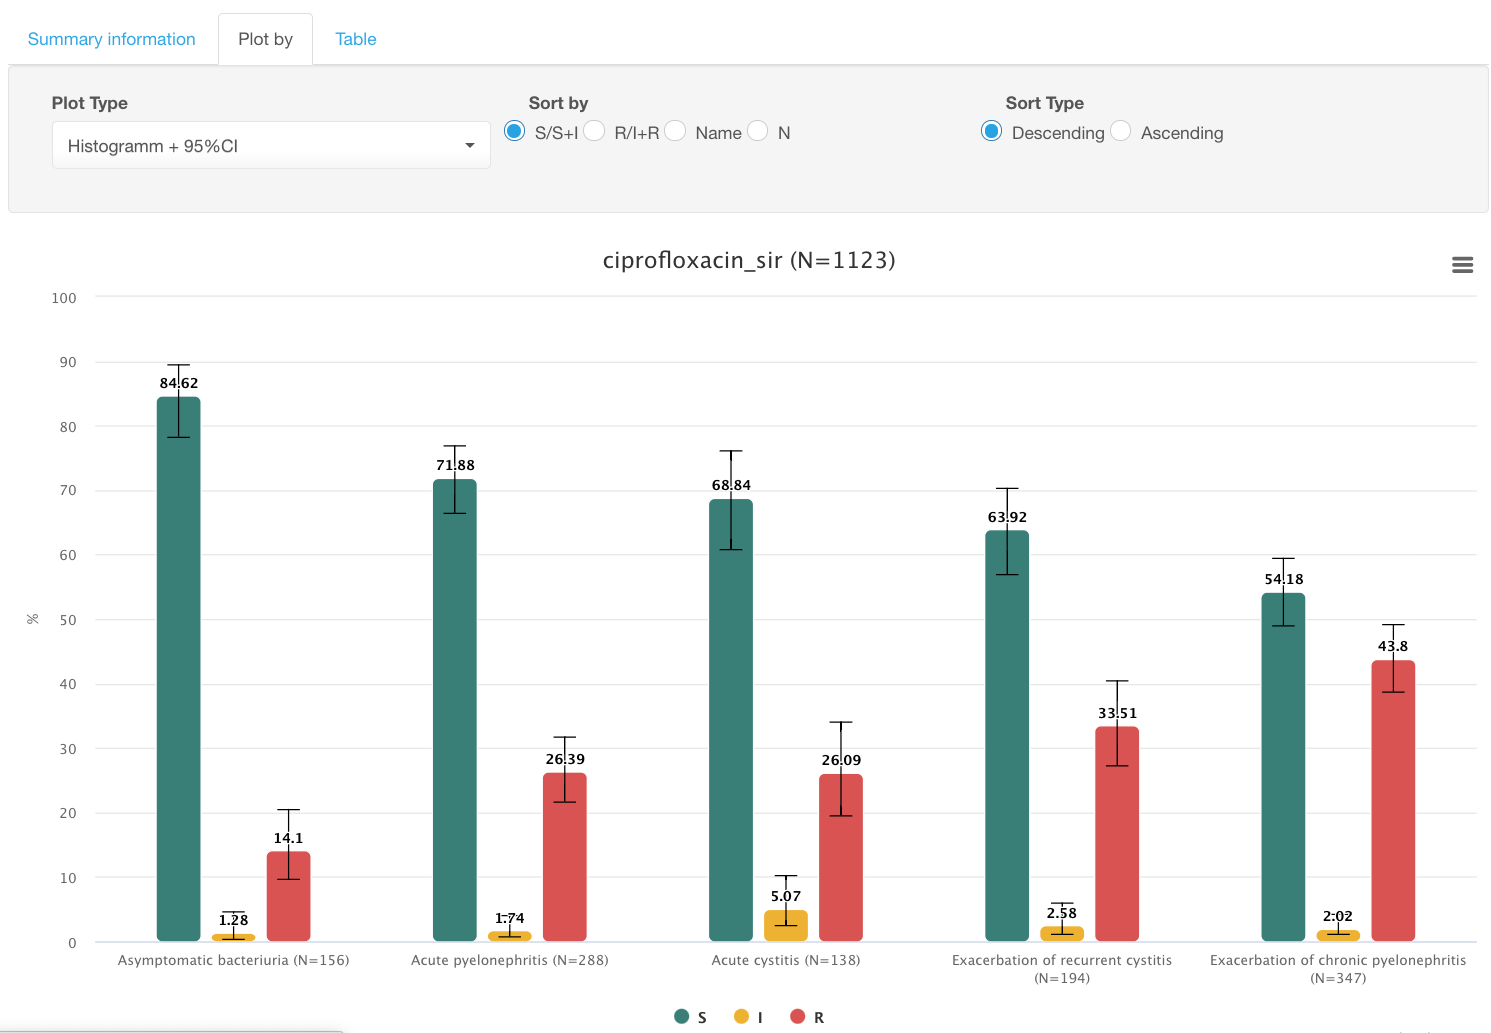 Summary information Plot by Table
Plot Type Sort by Sort Type
Histogramm + 95%CI S/S+I R/I+R Name N Descending Ascending
ciprofloxacin_sir (N=1123)
100
90
84.62
80
70
71.88
68.84
63.92
60
54.18
%
50
43.8
40
33.51
30
26.39
26.09
20
14.1
10
5.07
1.28
1.74
2.58
2.02
0
Asymptomatic bacteriuria (N=156)
Acute pyelonephritis (N=288)
Acute cystitis (N=138)
Exacerbation of recurrent cystitis
(N=194)
Exacerbation of chronic pyelonephritis
(N=347)
S I R